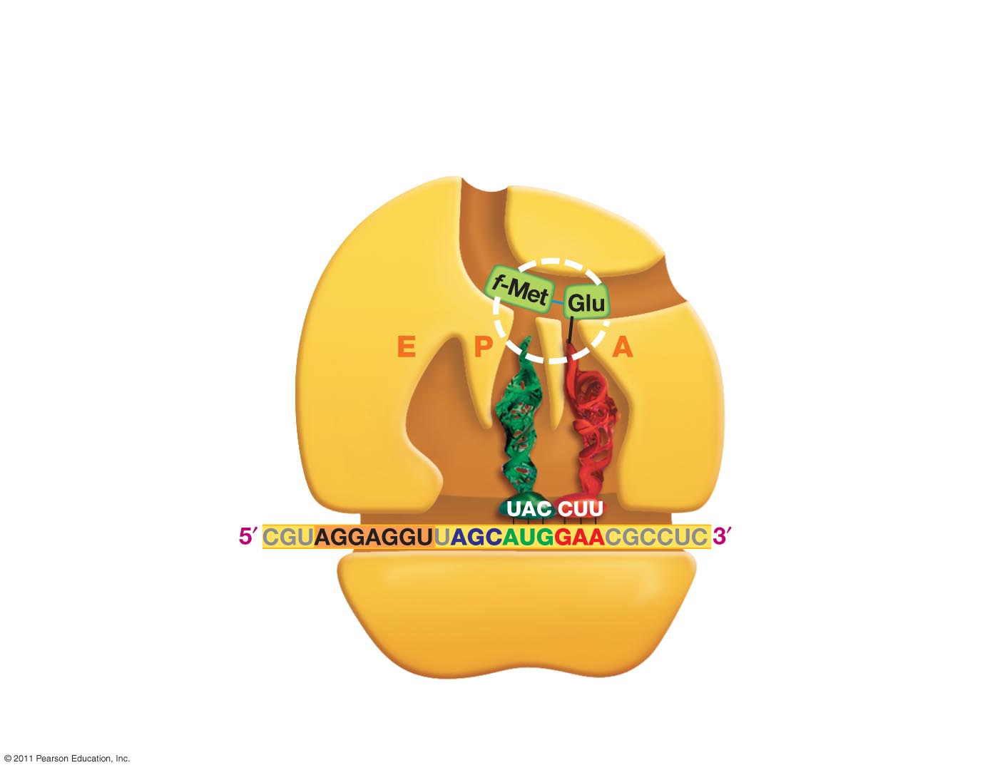 f-Met
Glu
E P A
UAC CUU
5′ CGUAGGAGGUUAGCAUGGAACGCCUC 3′
© 2011 Pearson Education, Inc.